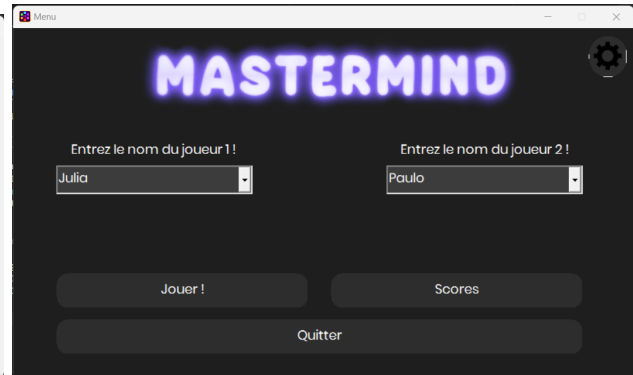 Menu
MASTERMIND
Entrez le nom du joueur 1 !
Entrez le nom du joueur 2 !
Julia
Paulo
Jouer !
Scores
Quitter